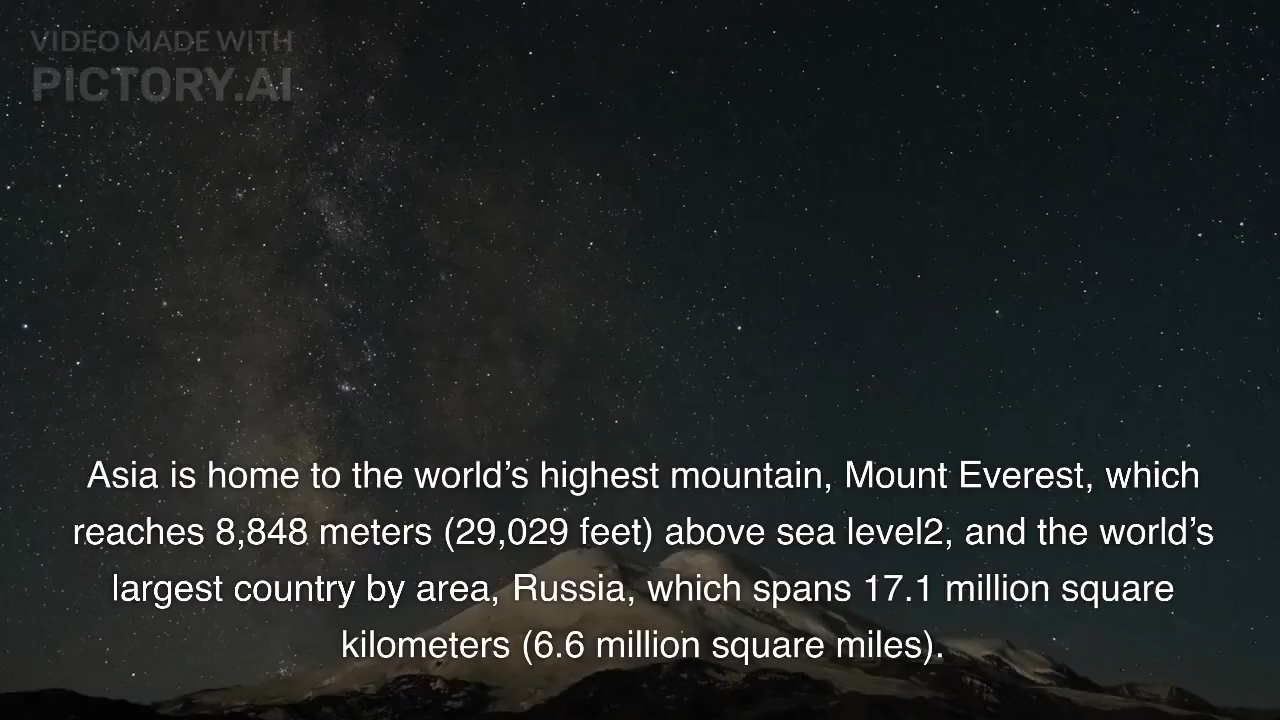 VIDEO MADE WITH
PICTORY.AI
Asia is home to the world’s highest mountain, Mount Everest, which
reaches 8,848 meters (29,029 feet) above sea level2, and the world’s
largest country by area, Russia, which spans 17.1 million square
kilometers (6.6 million square miles).